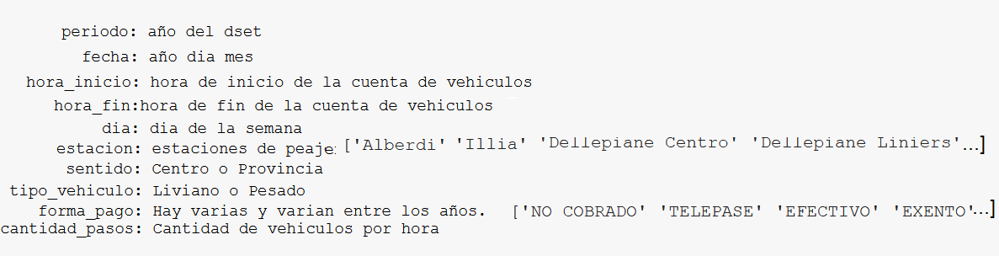 periodo: año del dset
fecha: año dia mes
hora_inicio: hora de inicio de la cuenta de vehiculos
hora_fin:hora de fin de la cuenta de vehiculos
dia: dia de la semana
estacion: estaciones de peaje: ['Alberdi' 'Illia' 'Dellepiane Centro' 'Dellepiane Liniers'...]
sentido: Centro o Provincia
tipo_vehiculo: Liviano o Pesado
forma_pago: Hay varias y varian entre los años. ['NO COBRADO' 'TELEPASE' 'EFECTIVO' 'EXENTO'...]
cantidad_pasos: Cantidad de vehiculos por hora